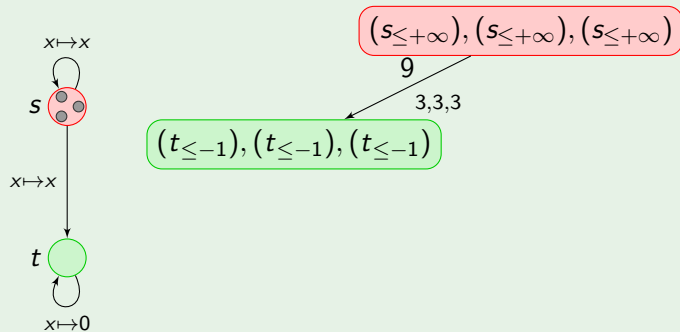 x↦x
s
x↦x
t
x↦0
(s≤+∞), (s≤+∞), (s≤+∞)
9
3,3,3
(t≤−1), (t≤−1), (t≤−1)